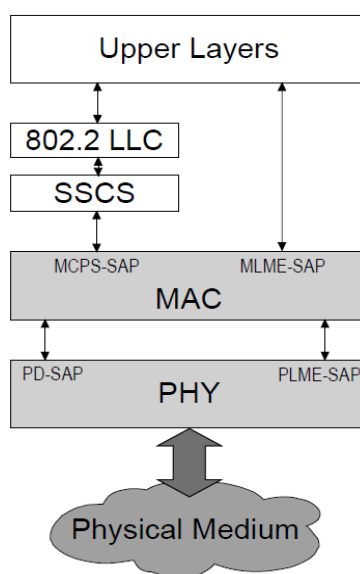 Upper Layers
802.2 LLC
SSCS
MCPS-SAP MLME-SAP
MAC
PD-SAP PLME-SAP
PHY
Physical Medium